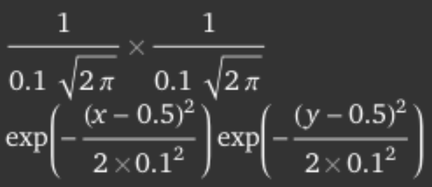 1/(0.1 √(2π)) × 1/(0.1 √(2π))
exp(−(x − 0.5)²/(2×0.1²)) exp(−(y − 0.5)²/(2×0.1²))